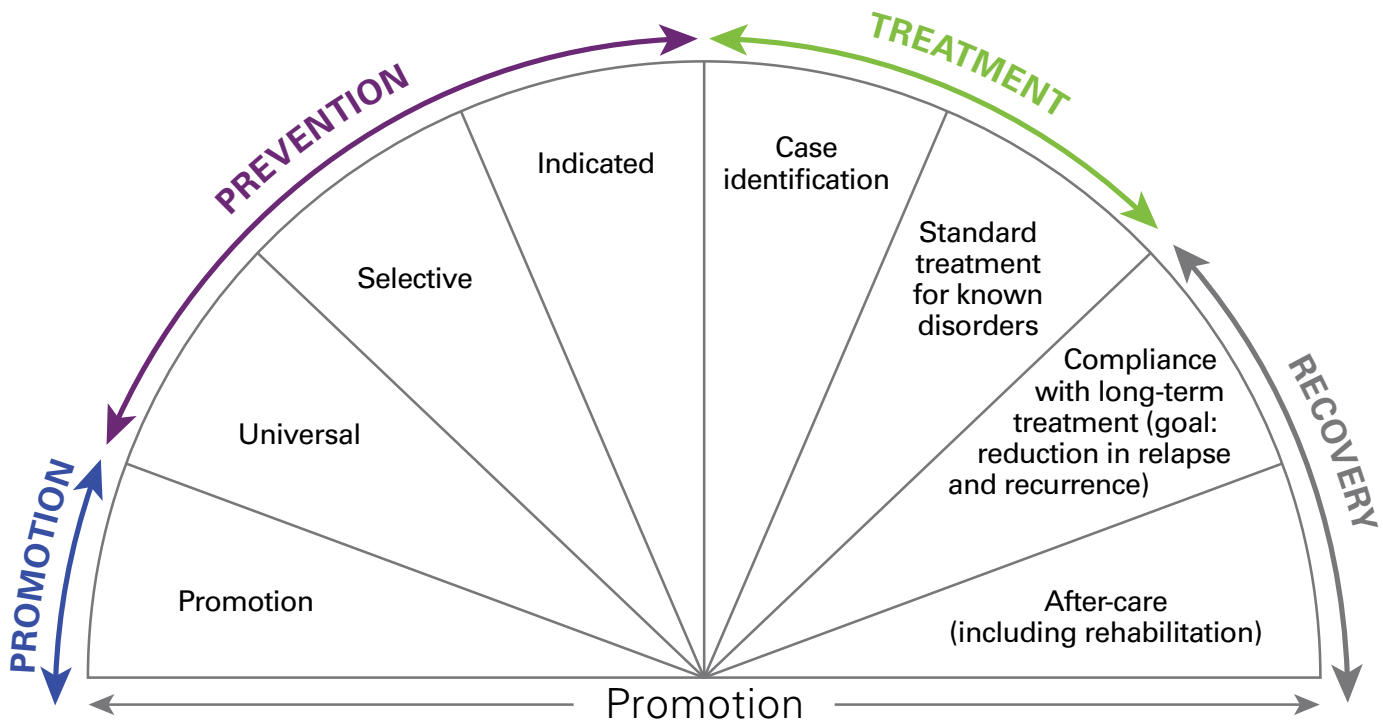 PROMOTION
PREVENTION
TREATMENT
RECOVERY
Promotion
Universal
Selective
Indicated
Case
identification
Standard
treatment
for known
disorders
Compliance
with long-term
treatment (goal:
reduction in relapse
and recurrence)
After-care
(including rehabilitation)
Promotion